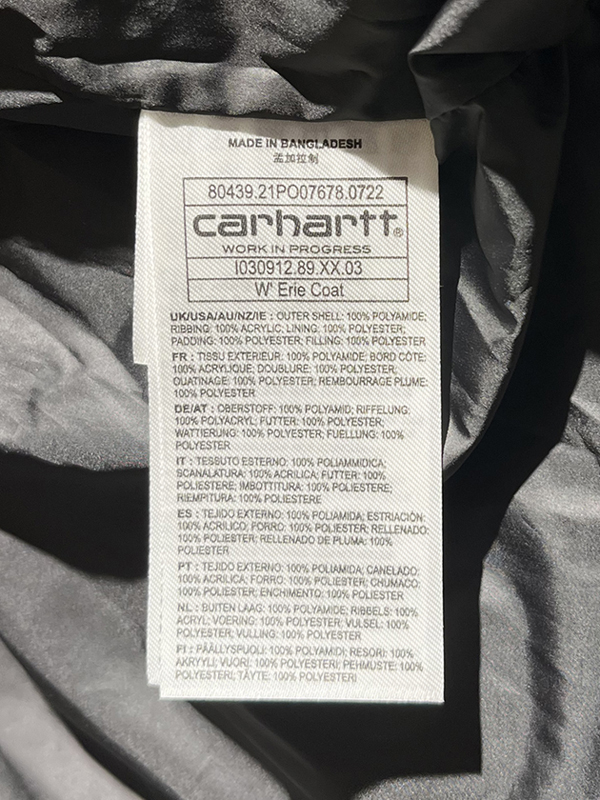 MADE IN BANGLADESH
孟加拉制
80439.21PO07678.0722
carhartt®
WORK IN PROGRESS
I030912.89.XX.03
W' Erie Coat
UK/USA/AU/NZ/IE : OUTER SHELL: 100% POLYAMIDE;
RIBBING: 100% ACRYLIC; LINING: 100% POLYESTER;
PADDING: 100% POLYESTER; FILLING: 100% POLYESTER
FR : TISSU EXTERIEUR: 100% POLYAMIDE; BORD CÔTE:
100% ACRYLIQUE; DOUBLURE: 100% POLYESTER;
OUATINAGE: 100% POLYESTER; REMBOURRAGE PLUME:
100% POLYESTER
DE/AT : OBERSTOFF: 100% POLYAMID; RIFFELUNG:
100% POLYACRYL; FUTTER: 100% POLYESTER;
WATTIERUNG: 100% POLYESTER; FUELLUNG: 100%
POLYESTER
IT : TESSUTO ESTERNO: 100% POLIAMMIDICA;
SCANALATURA: 100% ACRILICA; FUTTER: 100%
POLIESTERE; IMBOTTITURA: 100% POLIESTERE;
RIEMPITURA: 100% POLIESTERE
ES : TEJIDO EXTERNO: 100% POLIAMIDA; ESTRIACIÓN:
100% ACRILICO; FORRO: 100% POLIESTER; RELLENADO:
100% POLIESTER; RELLENADO DE PLUMA: 100%
POLIESTER
PT : TEJIDO EXTERNO: 100% POLIAMIDA; CANELADO:
100% ACRILICA; FORRO: 100% POLIESTER; CHUMACO:
100% POLIESTER; ENCHIMENTO: 100% POLIESTER
NL : BUITEN LAAG: 100% POLYAMIDE; RIBBELS: 100%
ACRYL; VOERING: 100% POLYESTER; VULSEL: 100%
POLYESTER; VULLING: 100% POLYESTER
FI : PÄÄLLYSPUOLI: 100% POLYAMIDI; RESORI: 100%
AKRYYLI; VUORI: 100% POLYESTERI; PEHMUSTE: 100%
POLYESTERI; TÄYTE: 100% POLYESTERI